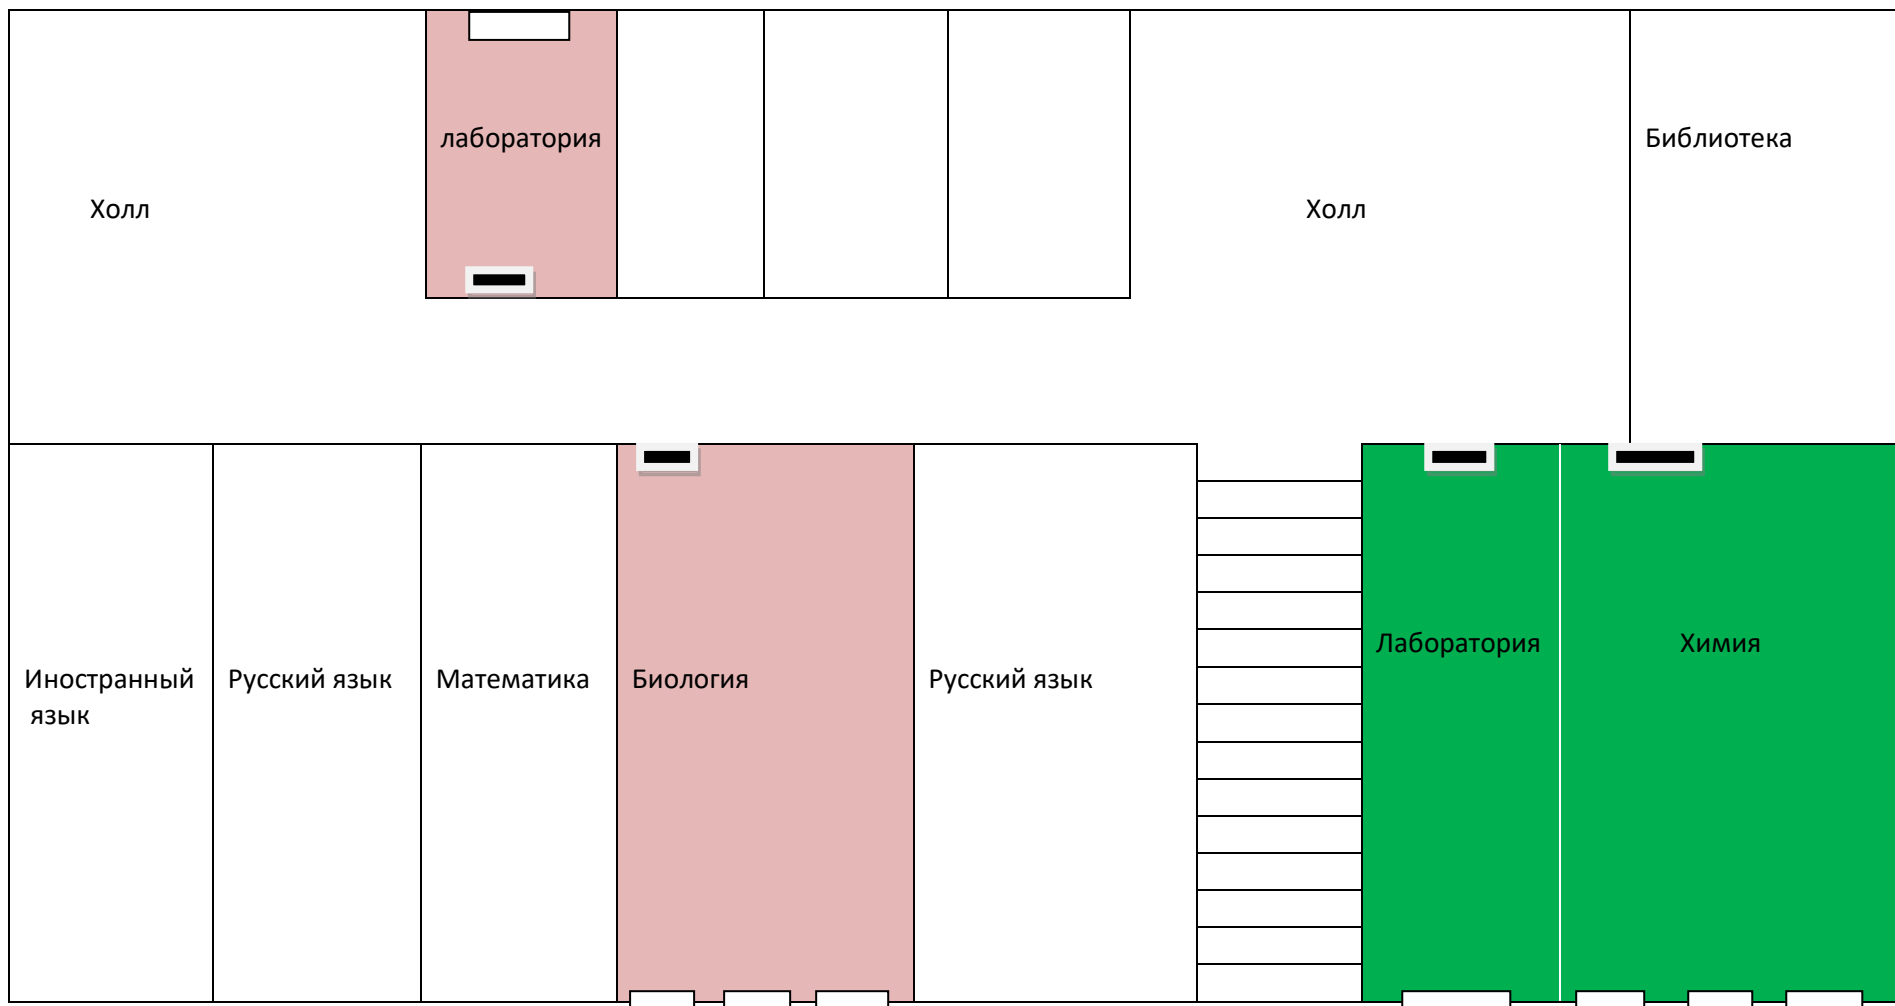 лаборатория
Библиотека
Холл
Холл
Лаборатория
Химия
Иностранный
язык
Русский язык
Математика
Биология
Русский язык